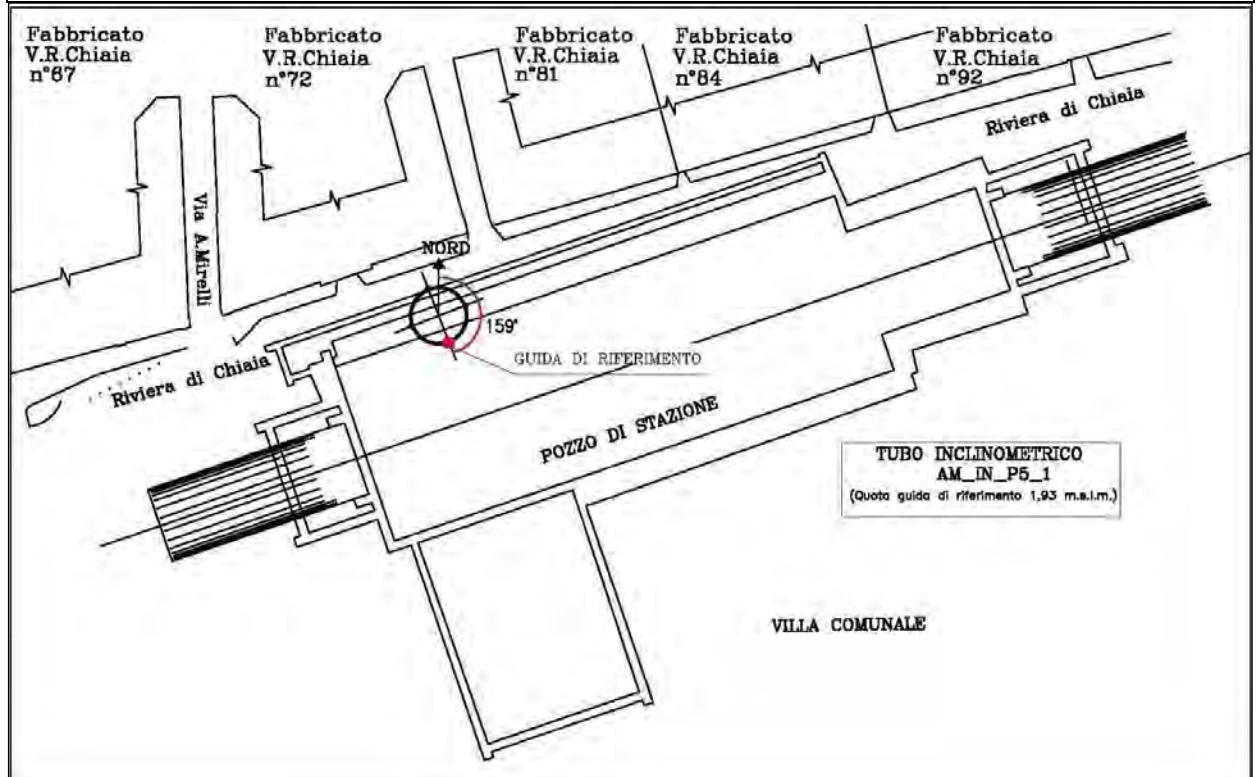 Fabbricato
V.R.Chiaia
n°67
Fabbricato
V.R.Chiaia
n°72
Fabbricato
V.R.Chiaia
n°81
Fabbricato
V.R.Chiaia
n°84
Fabbricato
V.R.Chiaia
n°92
Riviera di Chiaia
Via A.Mirelli
NORD
159°
GUIDA DI RIFERIMENTO
Riviera di Chiaia
POZZO DI STAZIONE
TUBO INCLINOMETRICO
AM_IN_P5_1
(Quota guida di riferimento 1,93 m.s.l.m.)
VILLA COMUNALE